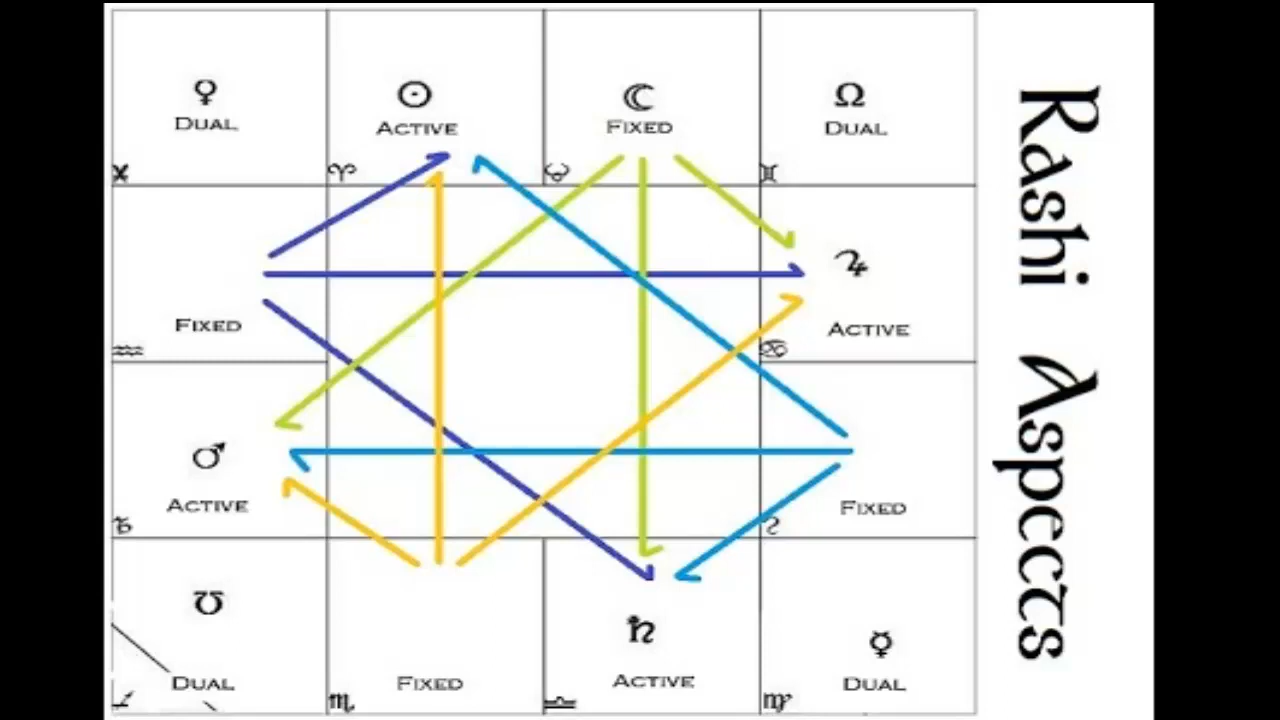 ♀ ☉ ☾ ☊
DUAL ACTIVE FIXED DUAL
♈ ♉ ♊
♃
FIXED ACTIVE
♒ ♋
♂
ACTIVE FIXED
♑ ♌
☋ ♄ ☿
DUAL FIXED ACTIVE DUAL
♏ ♎ ♍
Rashi Aspects